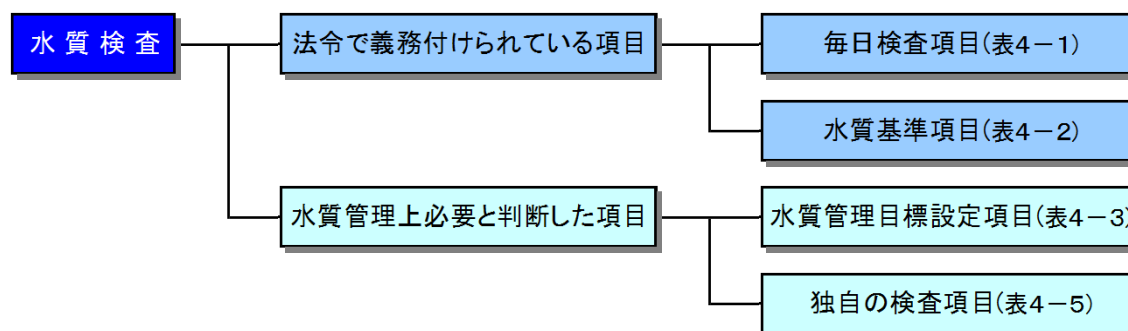 水質検査
法令で義務付けられている項目
毎日検査項目(表4－1)
水質基準項目(表4－2)
水質管理上必要と判断した項目
水質管理目標設定項目(表4－3)
独自の検査項目(表4－5)